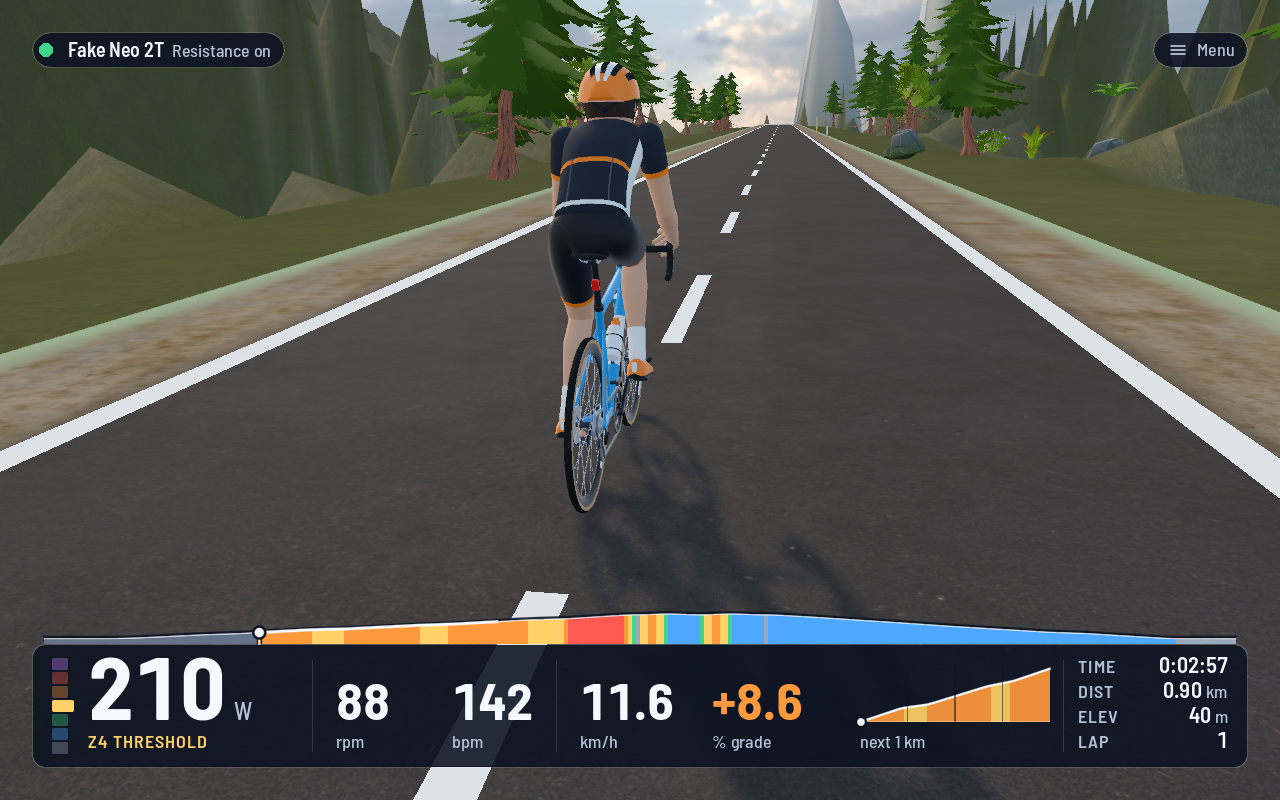 Fake Neo 2T Resistance on
Menu
210 W
Z4 THRESHOLD
88
rpm
142
bpm
11.6
km/h
+8.6
% grade
next 1 km
TIME 0:02:57
DIST 0.90 km
ELEV 40 m
LAP 1